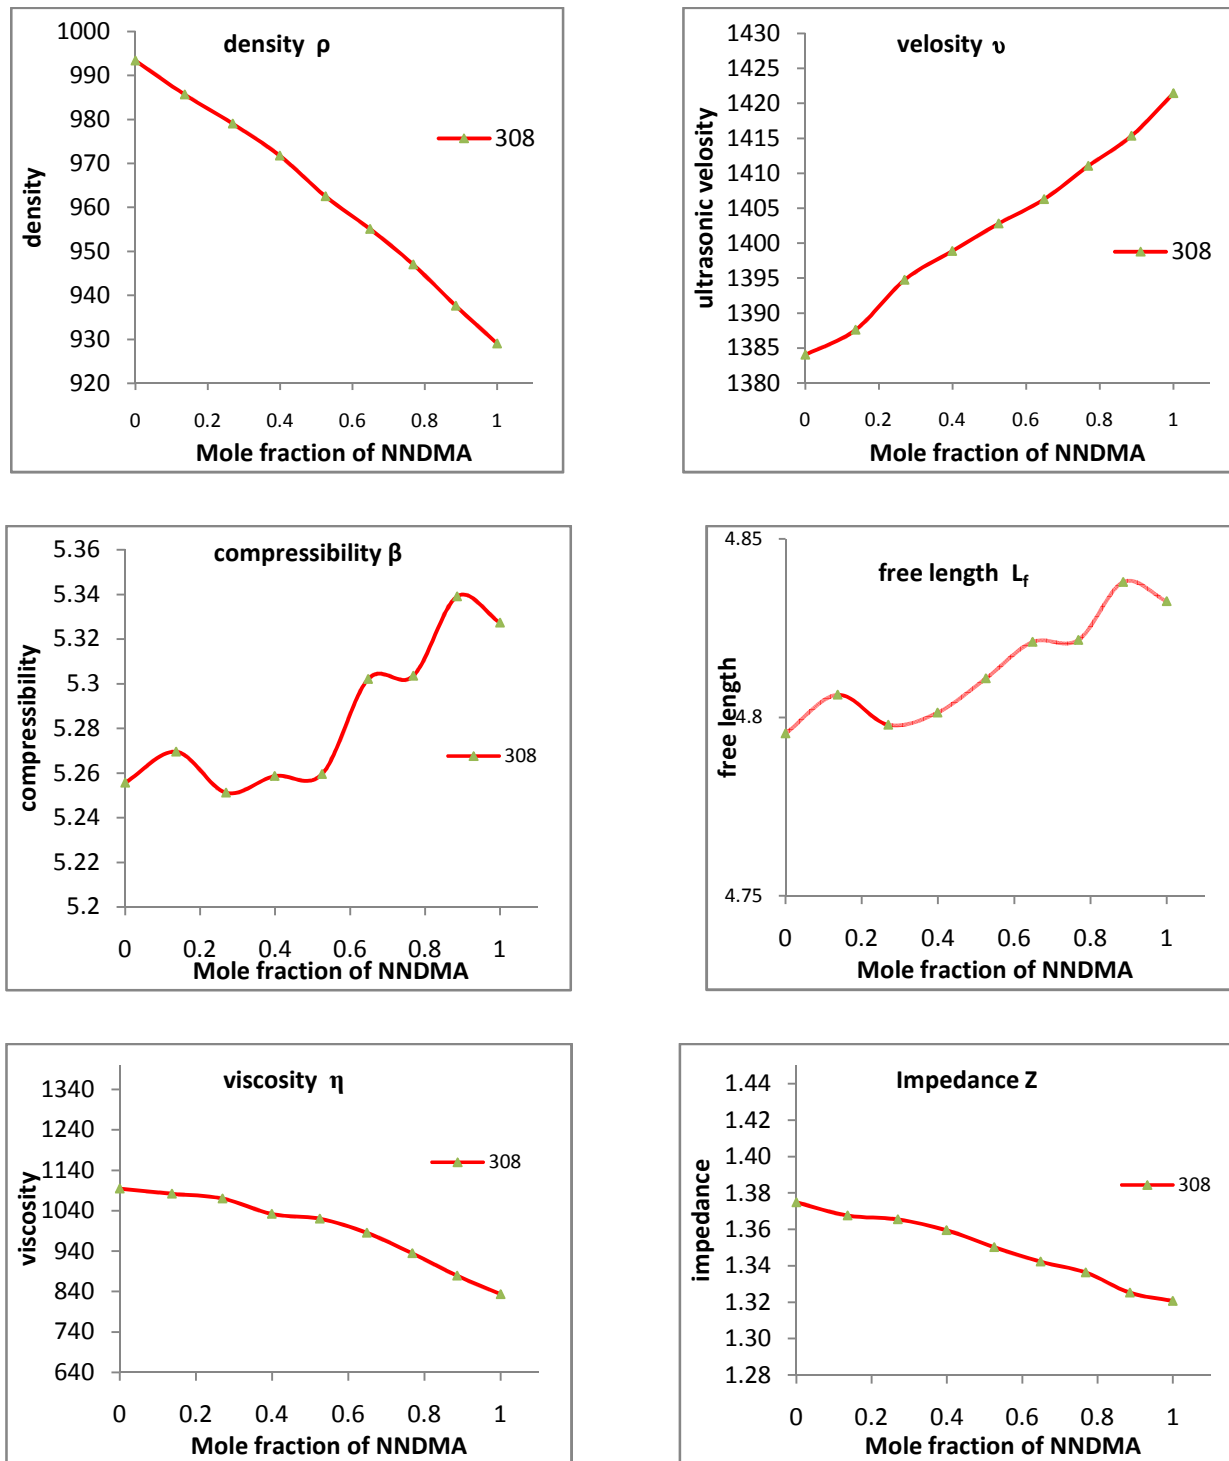 density ρ
1000
990
980
970
960
950
940
930
920
density
308
0 0.2 0.4 0.6 0.8 1
Mole fraction of NNDMA
velosity υ
1430
1425
1420
1415
1410
1405
1400
1395
1390
1385
1380
ultrasonic velosity
308
0 0.2 0.4 0.6 0.8 1
Mole fraction of NNDMA
compressibility β
5.36
5.34
5.32
5.3
5.28
5.26
5.24
5.22
5.2
compressibility
308
0 0.2 0.4 0.6 0.8 1
Mole fraction of NNDMA
free length Lf
4.85
4.8
4.75
free length
0 0.2 0.4 0.6 0.8 1
Mole fraction of NNDMA
viscosity η
1340
1240
1140
1040
940
840
740
640
viscosity
308
0 0.2 0.4 0.6 0.8 1
Mole fraction of NNDMA
Impedance Z
1.44
1.42
1.40
1.38
1.36
1.34
1.32
1.30
1.28
impedance
308
0 0.2 0.4 0.6 0.8 1
Mole fraction of NNDMA